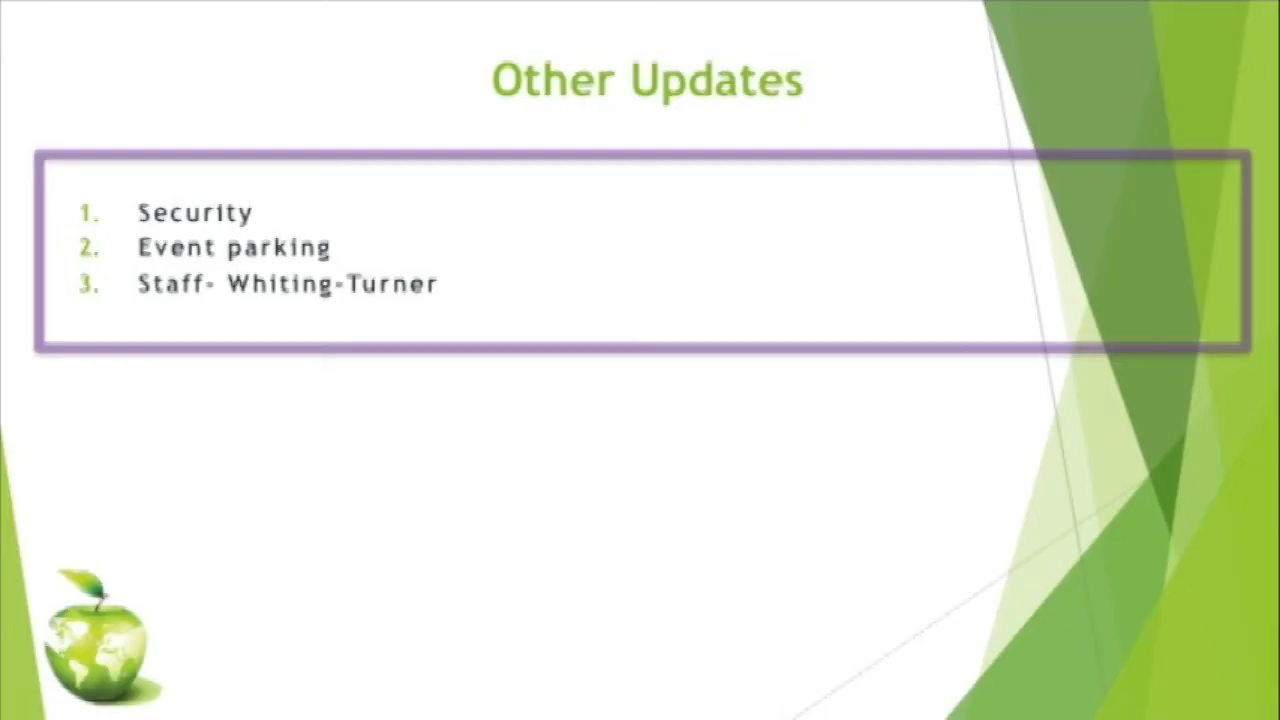 Other Updates
1. Security
2. Event parking
3. Staff- Whiting-Turner